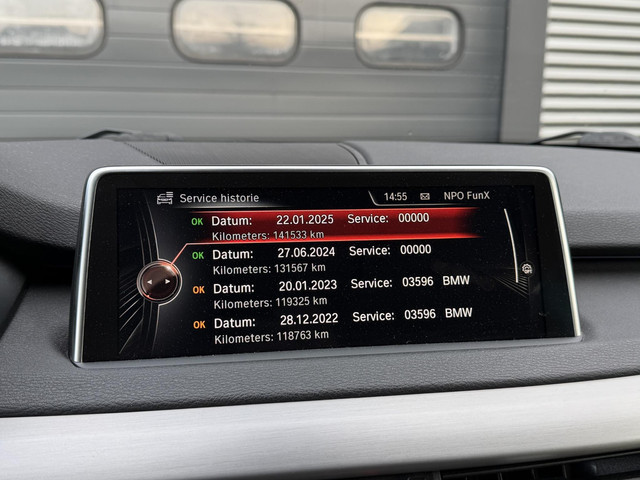 Service historie 14:55 NPO FunX
OK Datum: 22.01.2025 Service: 00000
Kilometers: 141533 km
OK Datum: 27.06.2024 Service: 00000
Kilometers: 131567 km
OK Datum: 20.01.2023 Service: 03596 BMW
Kilometers: 119325 km
OK Datum: 28.12.2022 Service: 03596 BMW
Kilometers: 118763 km